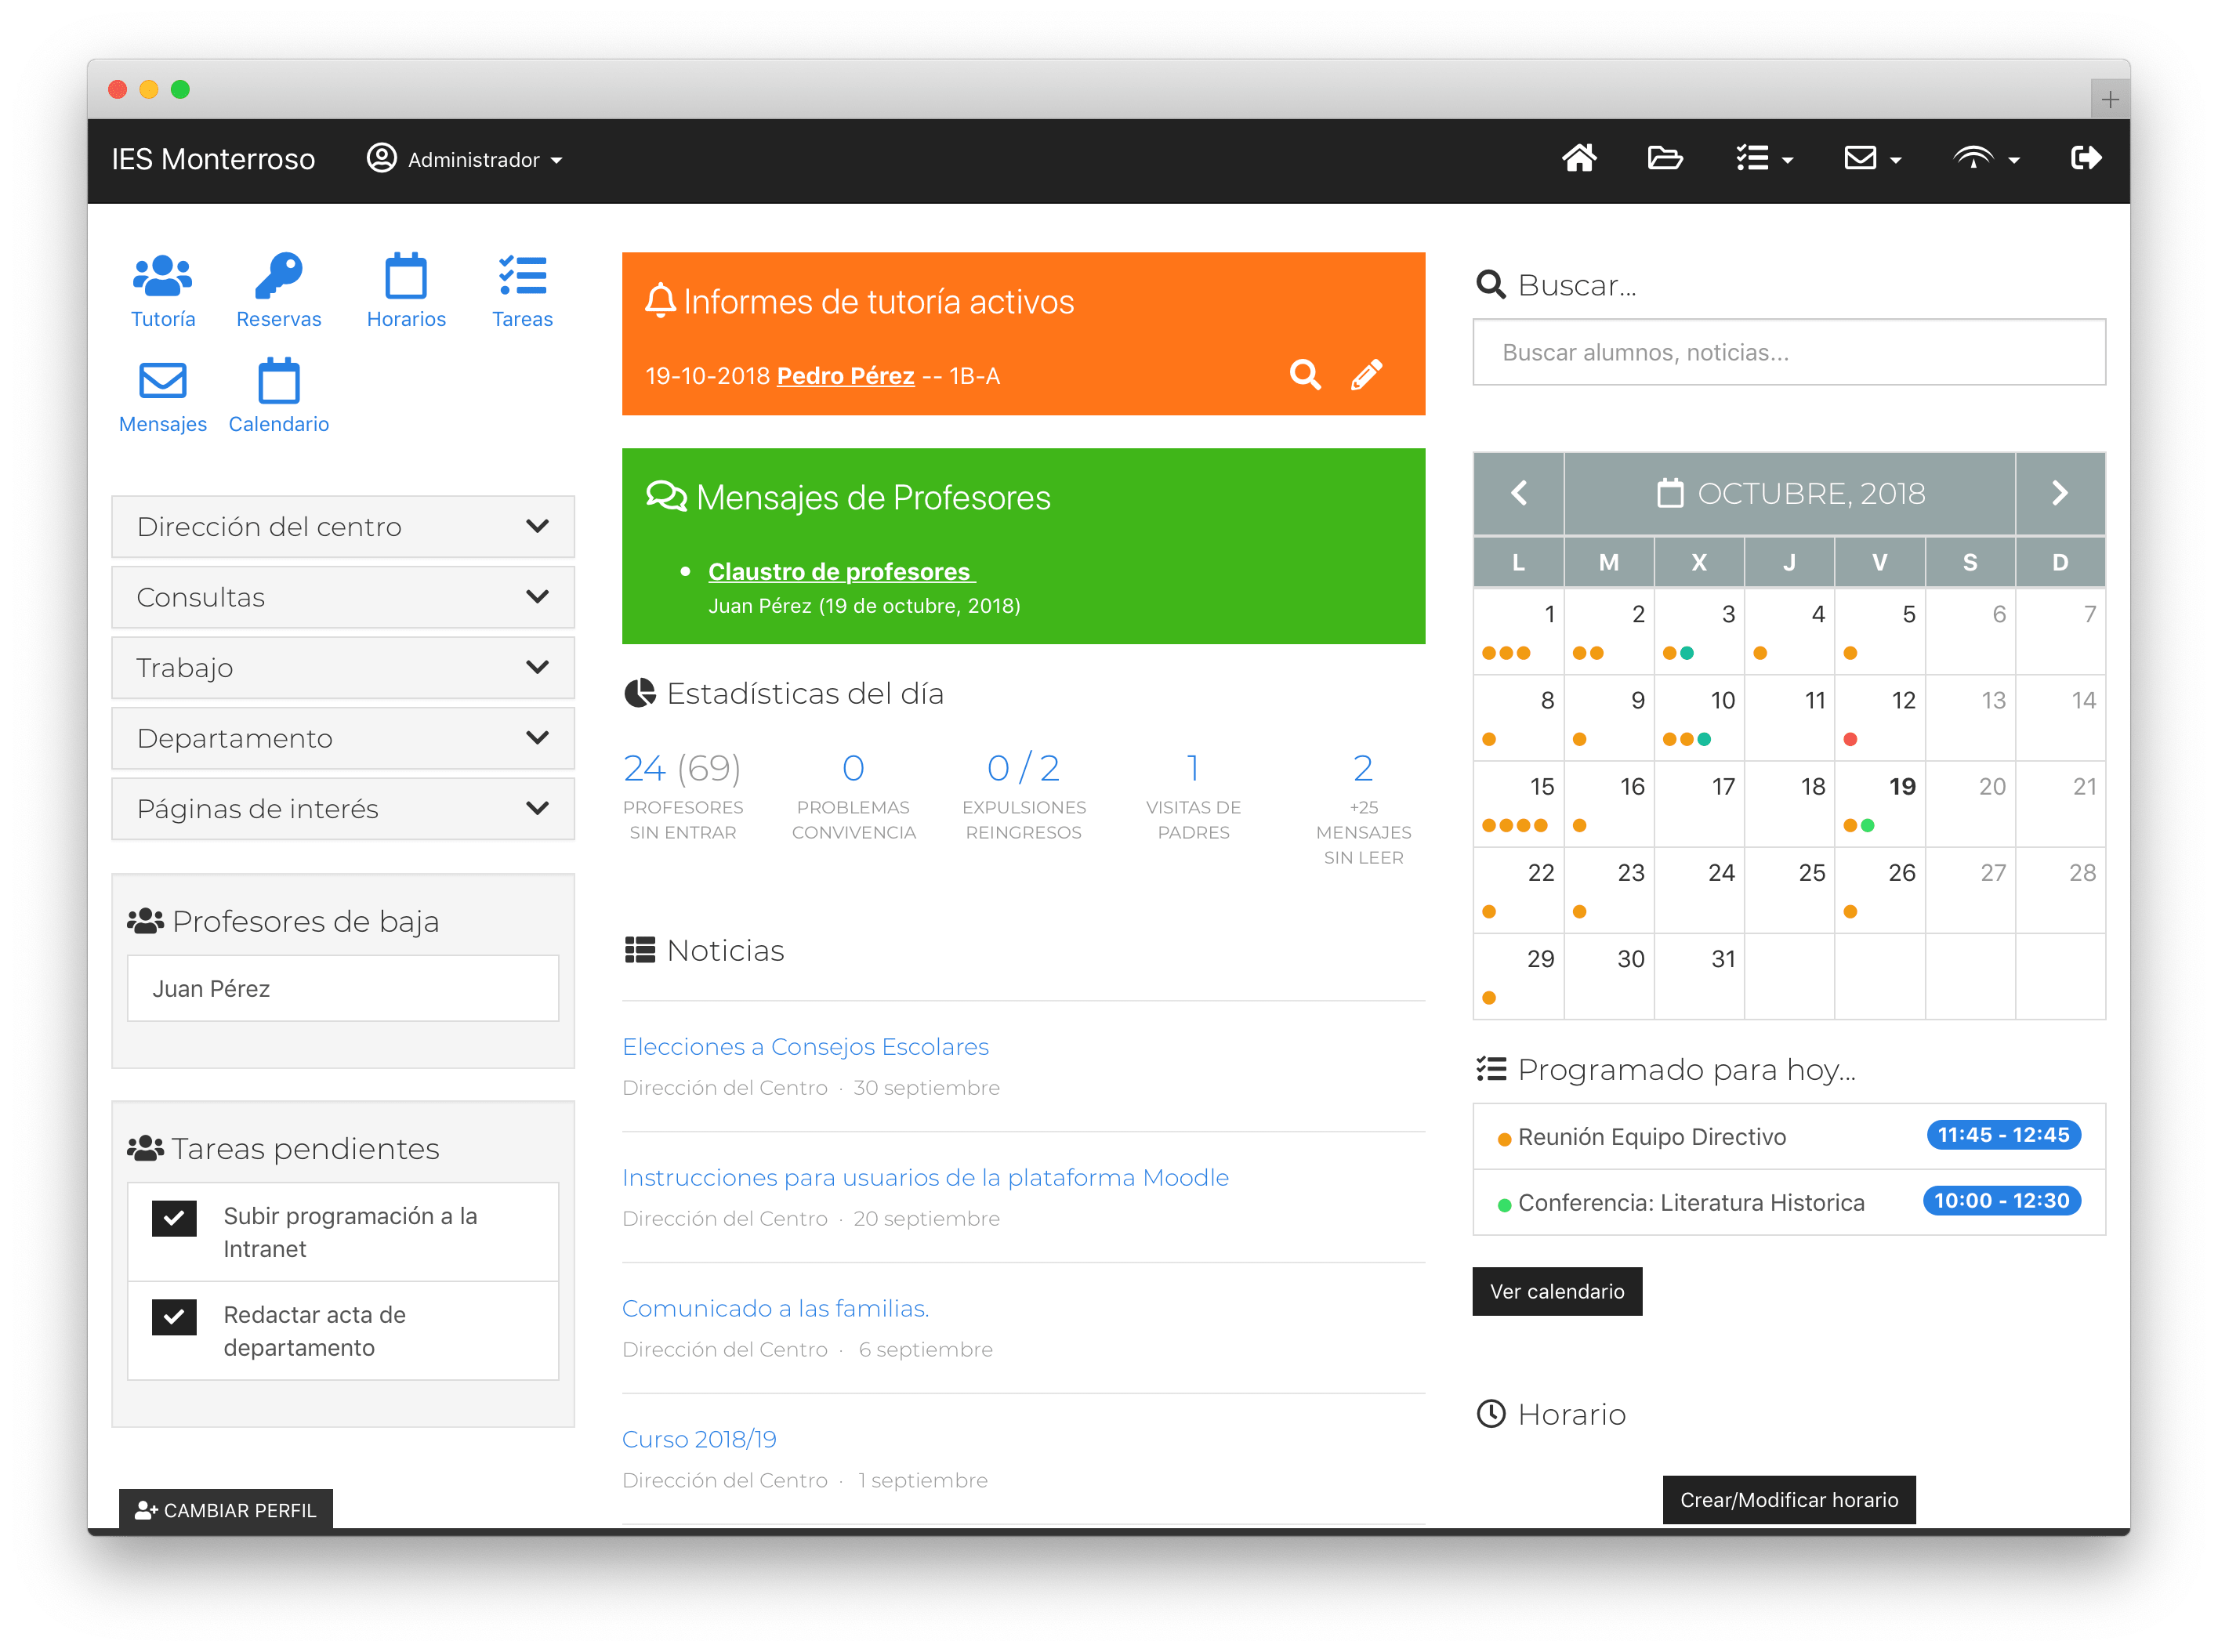 IES Monterroso
Administrador
Tutoría
Reservas
Horarios
Tareas
Mensajes
Calendario
Dirección del centro
Consultas
Trabajo
Departamento
Páginas de interés
Profesores de baja
Juan Pérez
Tareas pendientes
Subir programación a la
Intranet
Redactar acta de
departamento
CAMBIAR PERFIL
Informes de tutoría activos
19-10-2018 Pedro Pérez -- 1B-A
Mensajes de Profesores
• Claustro de profesores
Juan Pérez (19 de octubre, 2018)
Estadísticas del día
24 (69)
PROFESORES
SIN ENTRAR
0
PROBLEMAS
CONVIVENCIA
0 / 2
EXPULSIONES
REINGRESOS
1
VISITAS DE
PADRES
2
+25
MENSAJES
SIN LEER
Noticias
Elecciones a Consejos Escolares
Dirección del Centro · 30 septiembre
Instrucciones para usuarios de la plataforma Moodle
Dirección del Centro · 20 septiembre
Comunicado a las familias.
Dirección del Centro · 6 septiembre
Curso 2018/19
Dirección del Centro · 1 septiembre
Buscar...
Buscar alumnos, noticias...
OCTUBRE, 2018
L M X J V S D
1 2 3 4 5 6 7
8 9 10 11 12 13 14
15 16 17 18 19 20 21
22 23 24 25 26 27 28
29 30 31
Programado para hoy...
Reunión Equipo Directivo 11:45 - 12:45
Conferencia: Literatura Historica 10:00 - 12:30
Ver calendario
Horario
Crear/Modificar horario